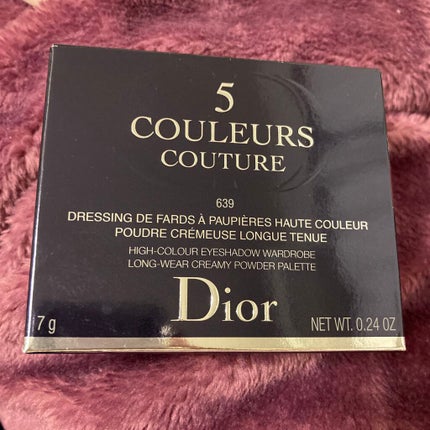 5
COULEURS
COUTURE
639
DRESSING DE FARDS À PAUPIÈRES HAUTE COULEUR
POUDRE CRÉMEUSE LONGUE TENUE
HIGH-COLOUR EYESHADOW WARDROBE
LONG-WEAR CREAMY POWDER PALETTE
Dior
7 g NET WT. 0.24 OZ